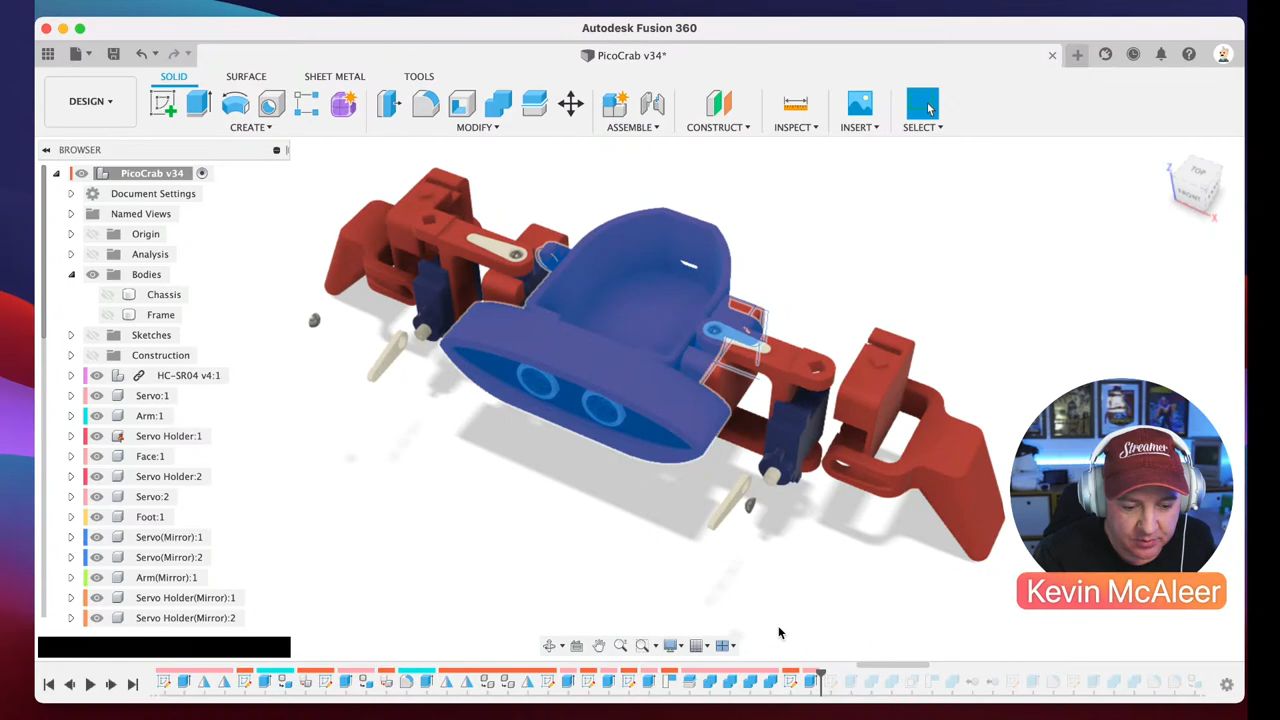 Autodesk Fusion 360
PicoCrab v34*
SOLID SURFACE SHEET METAL TOOLS
DESIGN
CREATE MODIFY ASSEMBLE CONSTRUCT INSPECT INSERT SELECT
BROWSER
PicoCrab v34
Document Settings
Named Views
Origin
Analysis
Bodies
Chassis
Frame
Sketches
Construction
HC-SR04 v4:1
Servo:1
Arm:1
Servo Holder:1
Face:1
Servo Holder:2
Servo:2
Foot:1
Servo(Mirror):1
Servo(Mirror):2
Arm(Mirror):1
Servo Holder(Mirror):1
Servo Holder(Mirror):2
TOP
Z
X
Streamer
Kevin McAleer